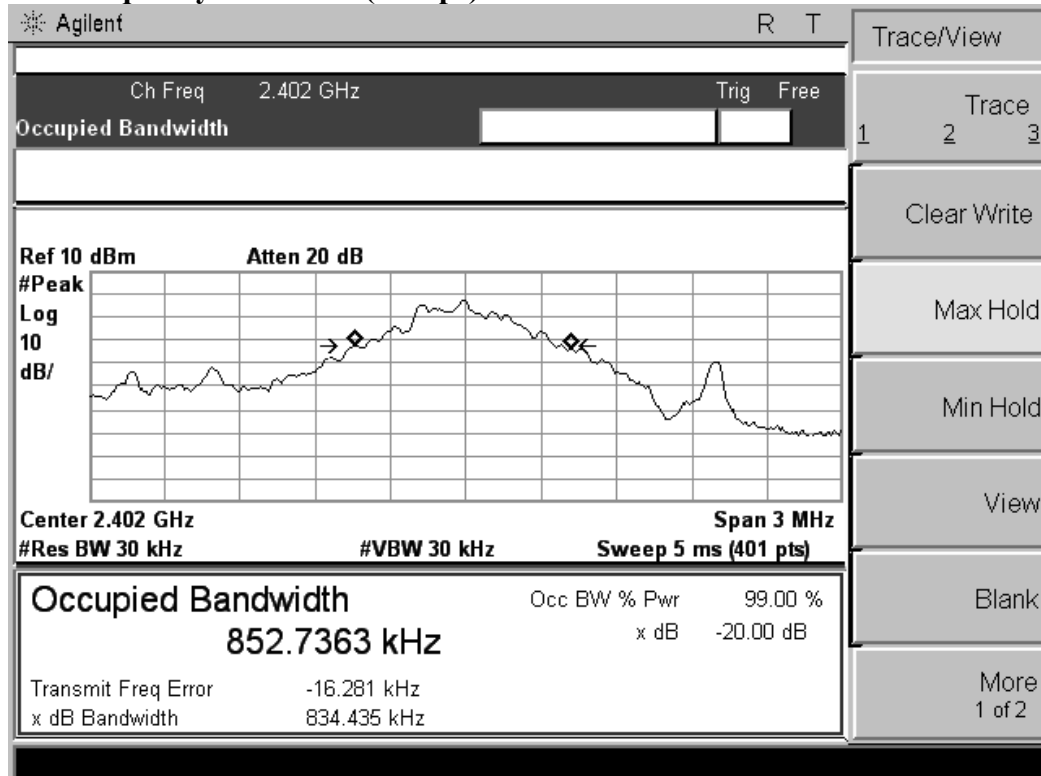 Agilent R T
Trace/View
Ch Freq 2.402 GHz Trig Free
Occupied Bandwidth
Trace
1 2 3
Clear Write
Ref 10 dBm Atten 20 dB
#Peak
Log
10
dB/
Max Hold
Min Hold
View
Center 2.402 GHz Span 3 MHz
#Res BW 30 kHz #VBW 30 kHz Sweep 5 ms (401 pts)
Occupied Bandwidth
852.7363 kHz
Occ BW % Pwr 99.00 %
x dB -20.00 dB
Transmit Freq Error -16.281 kHz
x dB Bandwidth 834.435 kHz
Blank
More
1 of 2